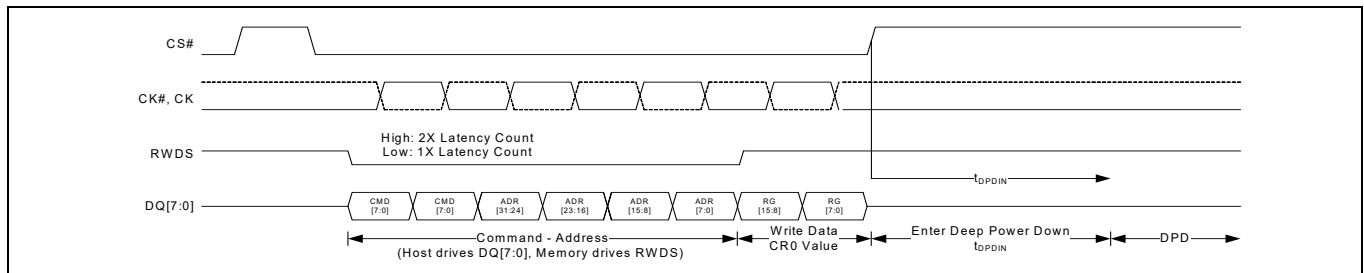 CS#
CK#, CK
High: 2X Latency Count
Low: 1X Latency Count
RWDS
tDPDIN
DQ[7:0]
CMD [7:0]
CMD [7:0]
ADR [31:24]
ADR [23:16]
ADR [15:8]
ADR [7:0]
RG [15:8]
RG [7:0]
Command - Address
(Host drives DQ[7:0], Memory drives RWDS)
Write Data
CR0 Value
Enter Deep Power Down
tDPDIN
DPD